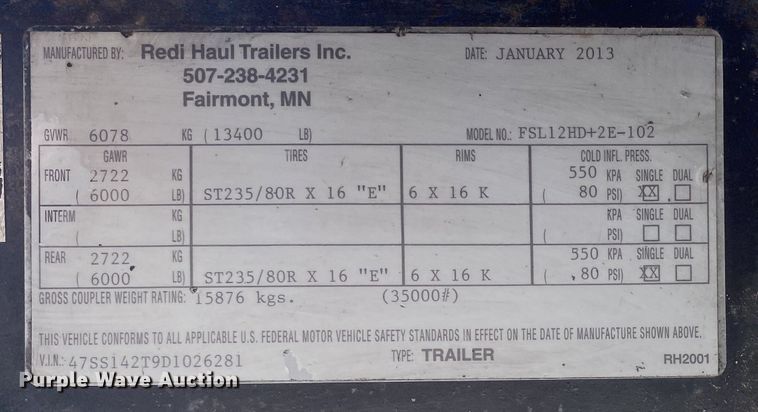 MANUFACTURED BY: Redi Haul Trailers Inc. DATE: JANUARY 2013
507-238-4231
Fairmont, MN
GVWR 6078 KG (13400 LB) MODEL NO.: FSL12HD+2E-102
GAWR TIRES RIMS COLD INFL. PRESS.
FRONT 2722 KG 550 KPA SINGLE DUAL
(6000 LB) ST235/80R X 16 "E" 6 X 16 K (80 PSI) XX
INTERM KG KPA SINGLE DUAL
( LB) ( PSI)
REAR 2722 KG 550 KPA SINGLE DUAL
(6000 LB) ST235/80R X 16 "E" 6 X 16 K (80 PSI) XX
GROSS COUPLER WEIGHT RATING: 15876 kgs. (35000#)
THIS VEHICLE CONFORMS TO ALL APPLICABLE U.S. FEDERAL MOTOR VEHICLE SAFETY STANDARDS IN EFFECT ON THE DATE OF MANUFACTURE SHOWN ABOVE.
V.I.N.: 47SS142T9D1026281 TYPE: TRAILER RH2001
Purple Wave Auction